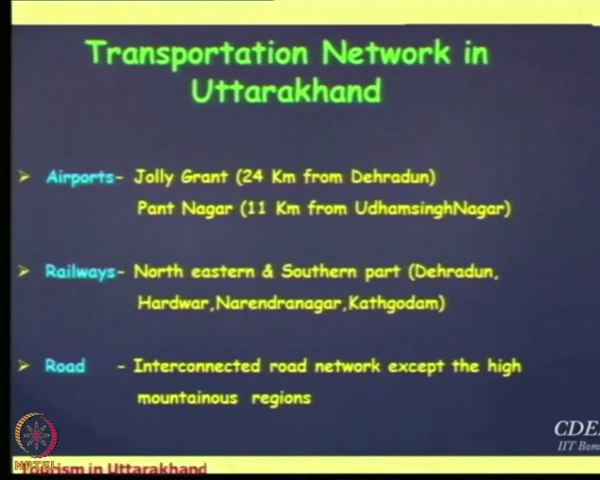 Transportation Network in
Uttarakhand
➢ Airports- Jolly Grant (24 Km from Dehradun)
Pant Nagar (11 Km from UdhamsinghNagar)
➢ Railways- North eastern & Southern part (Dehradun,
Hardwar,Narendranagar,Kathgodam)
➢ Road - Interconnected road network except the high
mountainous regions
IIT Bom
NPTEL
Tourism in Uttarakhand